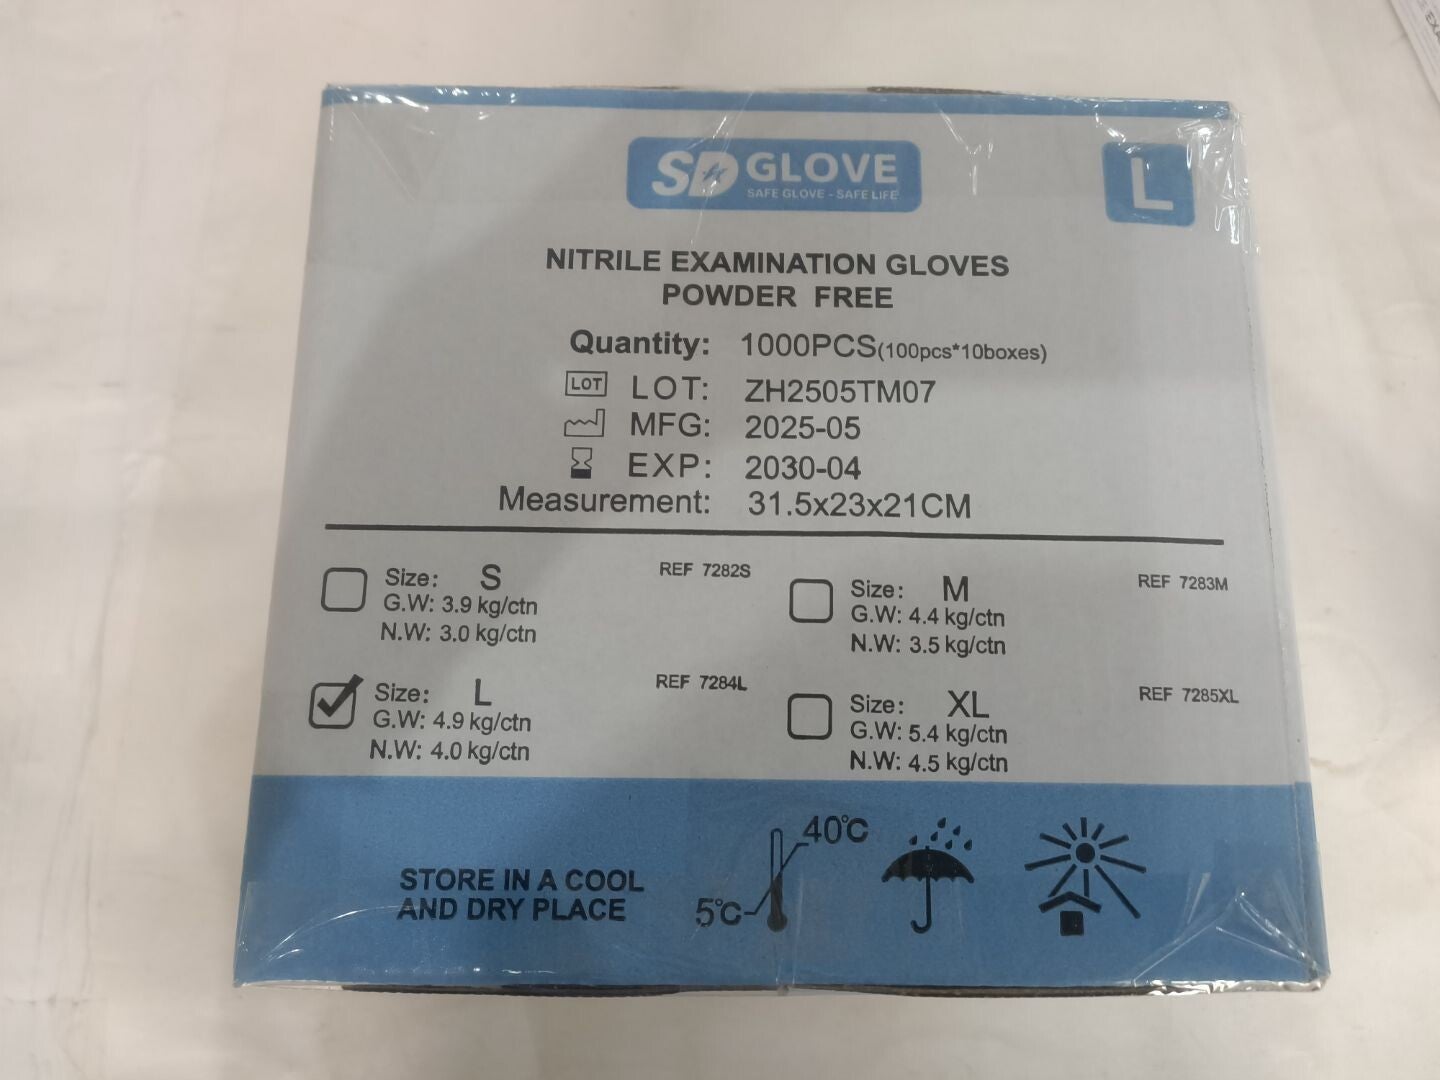 SD GLOVE
SAFE GLOVE - SAFE LIFE
L
NITRILE EXAMINATION GLOVES
POWDER FREE
Quantity: 1000PCS(100pcs*10boxes)
LOT LOT: ZH2505TM07
MFG: 2025-05
EXP: 2030-04
Measurement: 31.5x23x21CM
Size: S REF 7282S
G.W: 3.9 kg/ctn
N.W: 3.0 kg/ctn
Size: M REF 7283M
G.W: 4.4 kg/ctn
N.W: 3.5 kg/ctn
Size: L REF 7284L
G.W: 4.9 kg/ctn
N.W: 4.0 kg/ctn
Size: XL REF 7285XL
G.W: 5.4 kg/ctn
N.W: 4.5 kg/ctn
STORE IN A COOL
AND DRY PLACE
40°C
5°C